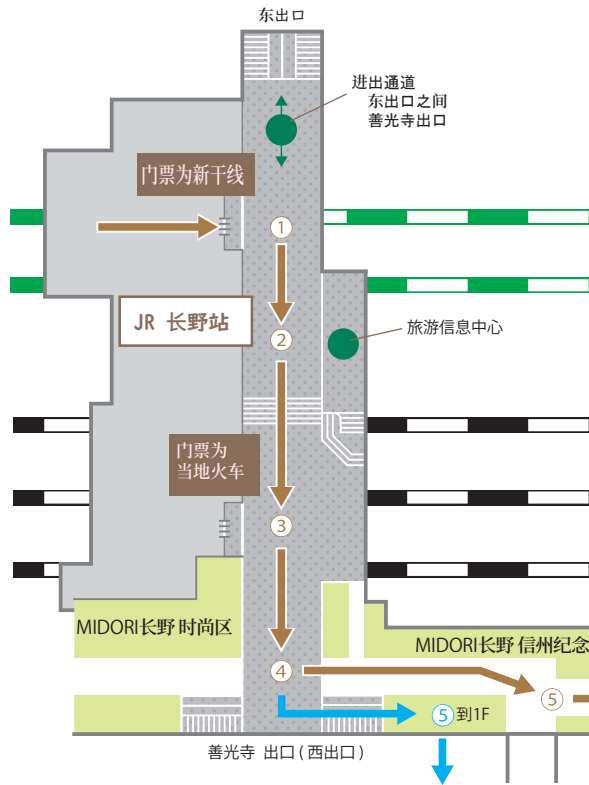 东出口
进出通道
东出口之间
善光寺出口
门票为新干线
①
JR 长野站
②
旅游信息中心
门票为
当地火车
③
MIDORI长野 时尚区
MIDORI长野 信州纪念
④
⑤
⑤ 到1F
善光寺 出口 ( 西出口 )